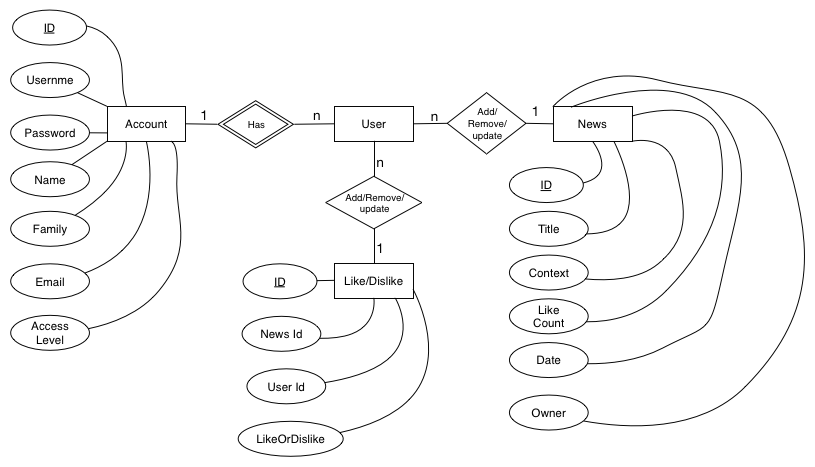 ID
Usernme
Password
Name
Family
Email
Access
Level
Account
1
Has
n
User
n
Add/
Remove/
update
1
News
n
Add/Remove/
update
1
Like/Dislike
ID
News Id
User Id
LikeOrDislike
ID
Title
Context
Like
Count
Date
Owner